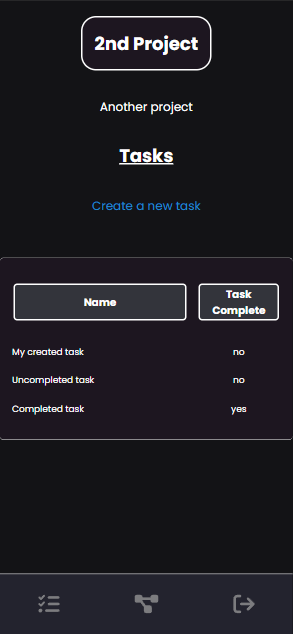 2nd Project
Another project
Tasks
Create a new task
Name
Task
Complete
My created task no
Uncompleted task no
Completed task yes